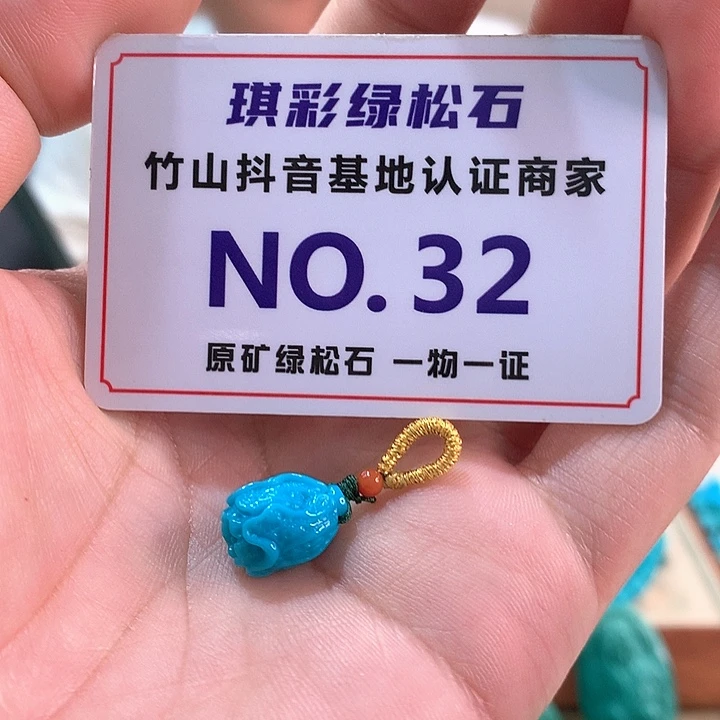 琪彩绿松石
竹山抖音基地认证商家
NO. 32
原矿绿松石 一物一证